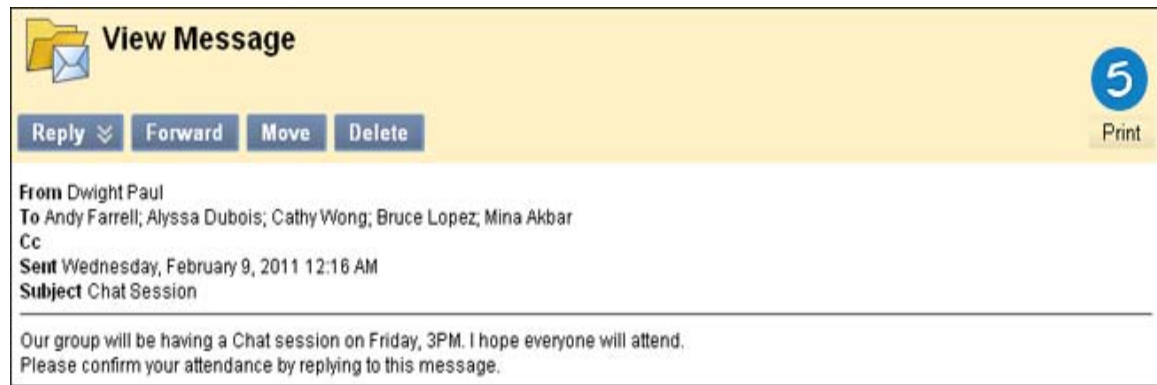 View Message
5
Reply Forward Move Delete
Print
From Dwight Paul
To Andy Farrell; Alyssa Dubois; Cathy Wong; Bruce Lopez; Mina Akbar
Cc
Sent Wednesday, February 9, 2011 12:16 AM
Subject Chat Session
Our group will be having a Chat session on Friday, 3PM. I hope everyone will attend.
Please confirm your attendance by replying to this message.